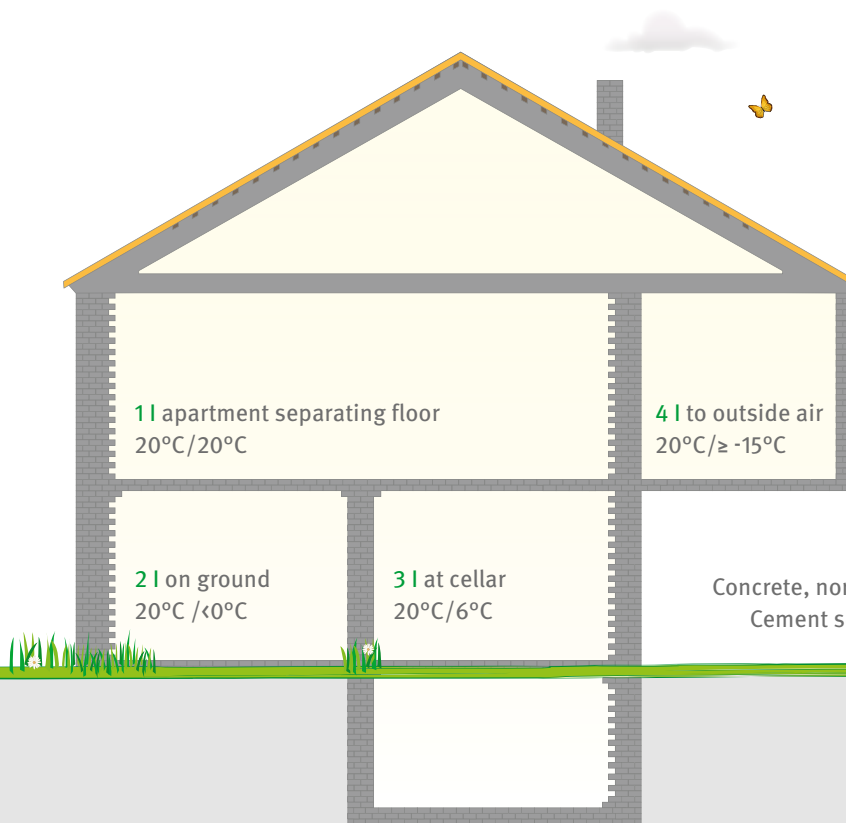 1 l apartment separating floor
20°C/20°C
4 l to outside air
20°C/≥ -15°C
2 l on ground
20°C /<0°C
3 l at cellar
20°C/6°C
Concrete,
Cement